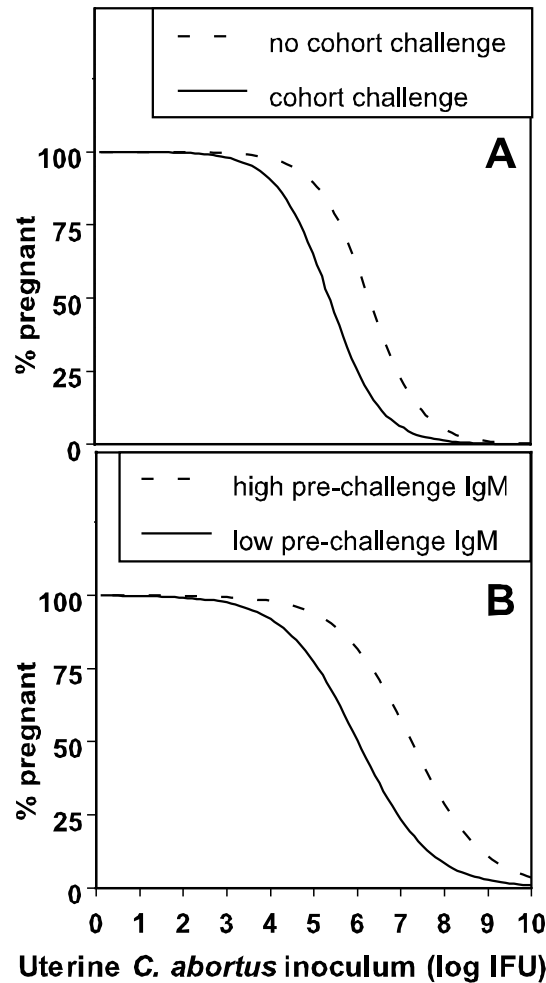 no cohort challenge
cohort challenge
A
100
75
50
25
0
% pregnant
high pre-challenge IgM
low pre-challenge IgM
B
100
75
50
25
0
% pregnant
0 1 2 3 4 5 6 7 8 9 10
Uterine C. abortus inoculum (log IFU)